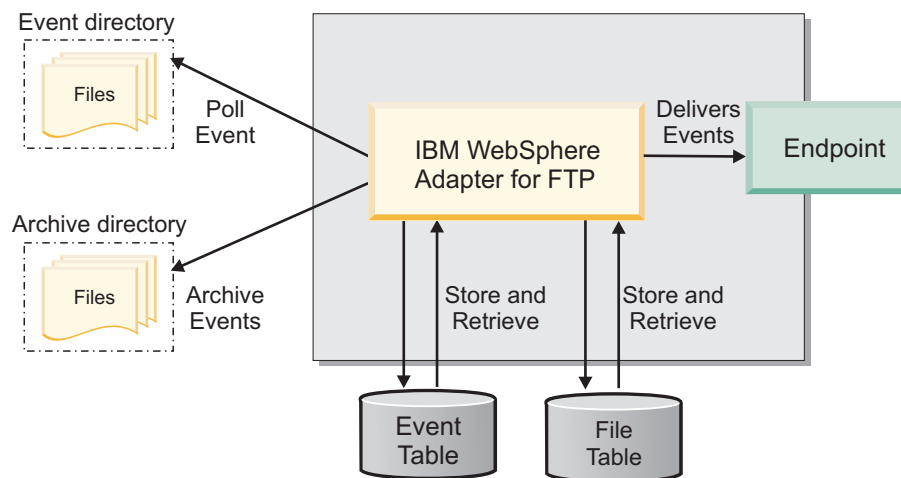 Event directory
Files
Poll
Event
Archive directory
Files
Archive
Events
IBM WebSphere
Adapter for FTP
Delivers
Events
Endpoint
Store and
Retrieve
Store and
Retrieve
Event
Table
File
Table